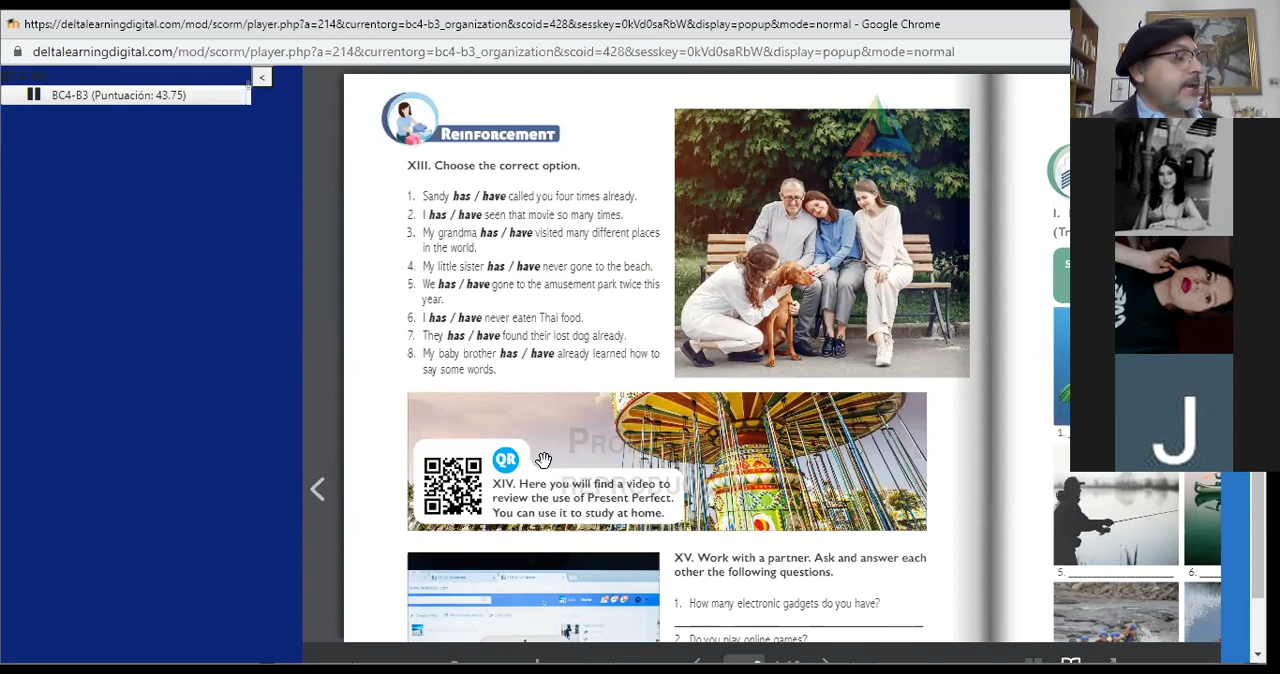 https://deltalearningdigital.com/mod/scorm/player.php?a=214&currentorg=bc4-b3_organization&scoid=428&sesskey=0kVd0saRbW&display=popup&mode=normal - Google Chrome
deltalearningdigital.com/mod/scorm/player.php?a=214&currentorg=bc4-b3_organization&scoid=428&sesskey=0kVd0saRbW&display=popup&mode=normal
BC4-B3
<
BC4-B3 (Puntuación: 43.75)
Reinforcement
XIII. Choose the correct option.
1. Sandy has / have called you four times already.
2. I has / have seen that movie so many times.
3. My grandma has / have visited many different places
in the world.
4. My little sister has / have never gone to the beach.
5. We has / have gone to the amusement park twice this
year.
6. I has / have never eaten Thai food.
7. They has / have found their lost dog already.
8. My baby brother has / have already learned how to
say some words.
QR
XIV. Here you will find a video to
review the use of Present Perfect.
You can use it to study at home.
XV. Work with a partner. Ask and answer each
other the following questions.
1. How many electronic gadgets do you have?
2. Do you play online games?
I.
(Tr
1.
5.
6.
J